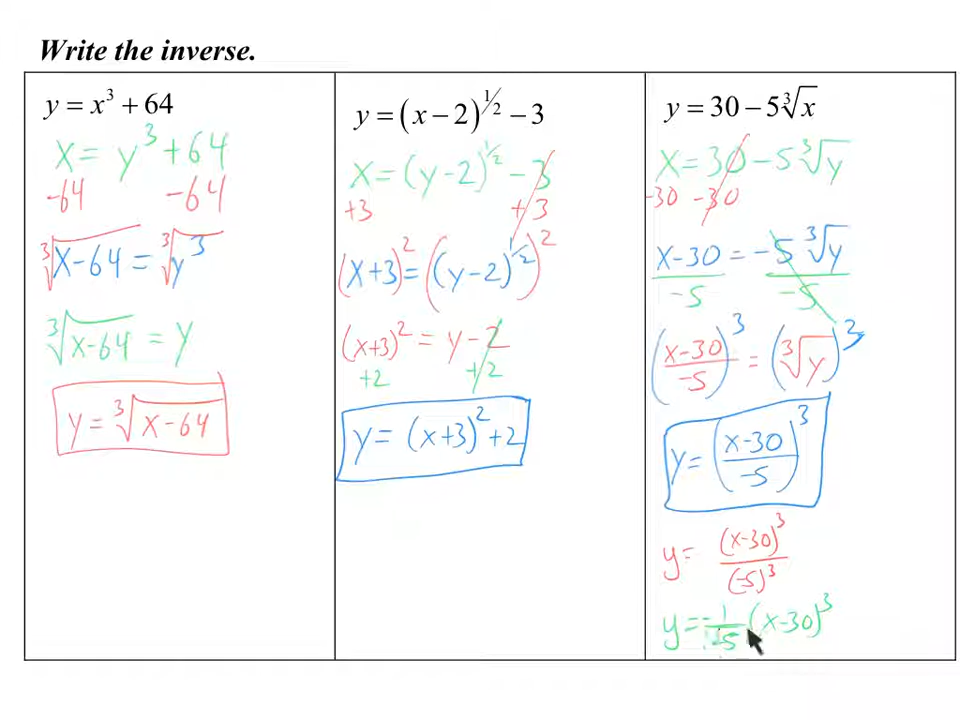 Write the inverse.
y = x³ + 64
x = y³ + 64
-64 -64
∛(x-64) = ∛(y³)
∛(x-64) = y
y = ∛(x-64)
y = (x − 2)^(1/2) − 3
x = (y-2)^(1/2) - 3
+3 +3
(x+3)² = ((y-2)^(1/2))²
(x+3)² = y - 2
+2 +2
y = (x+3)² + 2
y = 30 − 5∛x
x = 30 - 5∛y
-30 -30
x-30 = -5∛y
-5 -5
((x-30)/-5)³ = (∛y)³
y = ((x-30)/-5)³
y = (x-30)³/(-5)³
(x-30)³